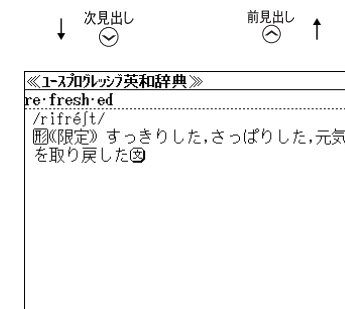 次見出し
前見出し
≪ユースプログレッシブ英和辞典≫
re·fresh·ed
/rifréʃt/
形《限定》すっきりした,さっぱりした,元気
を取り戻した文